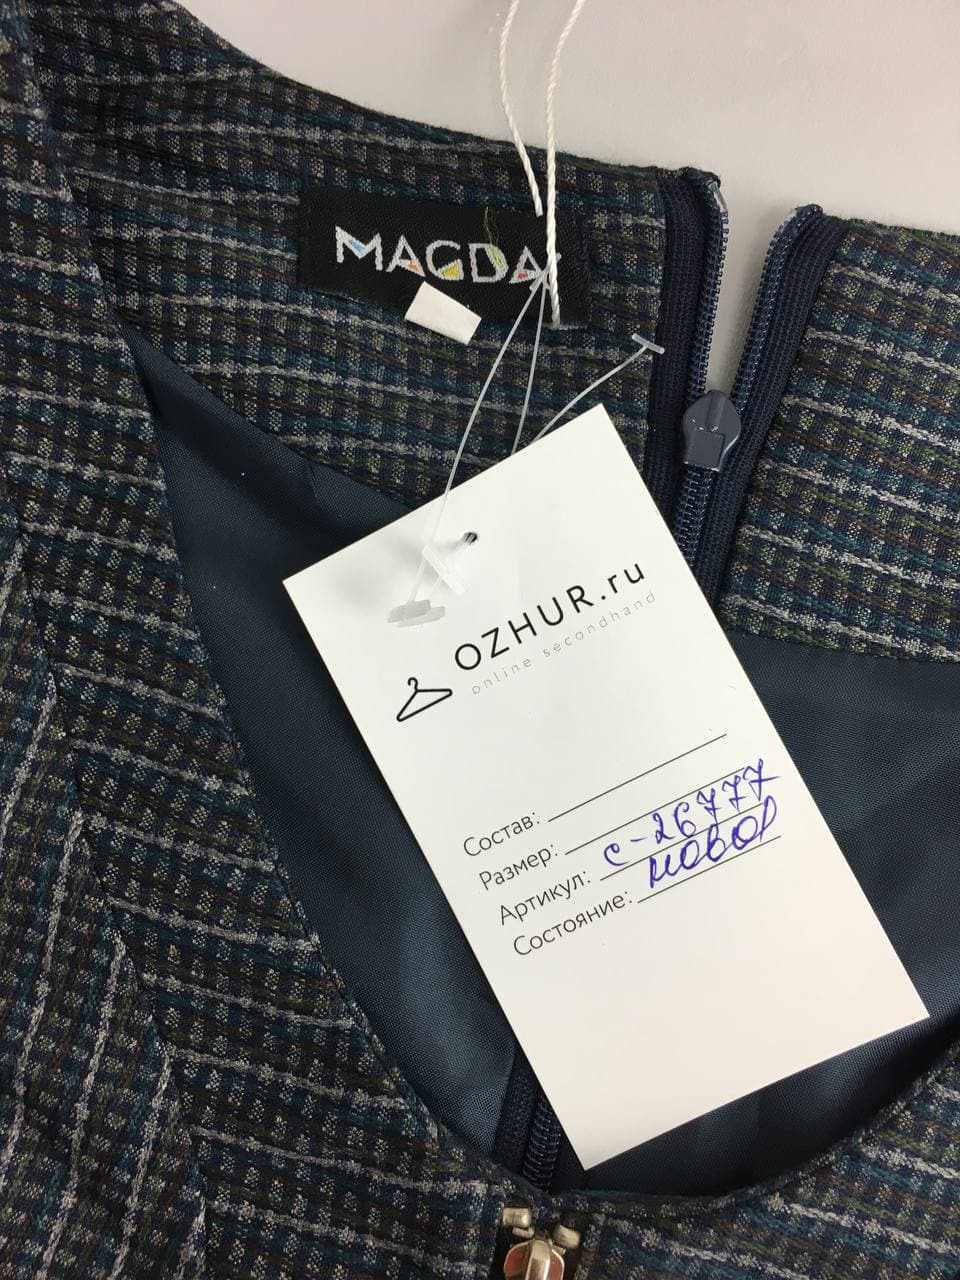 MAGDA
OZHUR.ru
online secondhand
Состав:
Размер:
Артикул: с-26777
Состояние: новое